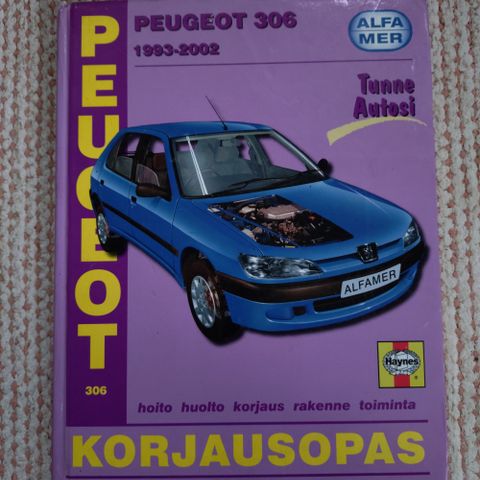 PEUGEOT
PEUGEOT 306
1993-2002
ALFA
MER
Tunne
Autosi
ALFAMER
Haynes
®
306
hoito huolto korjaus rakenne toiminta
KORJAUSOPAS